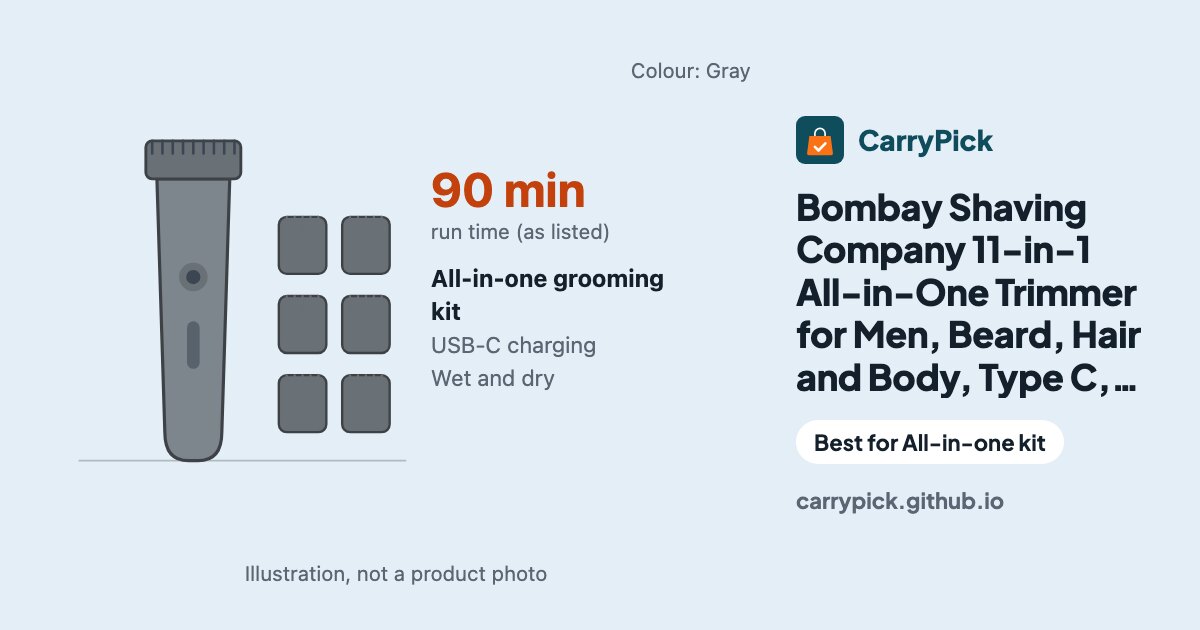 Colour: Gray
90 min
run time (as listed)
All-in-one grooming
kit
USB-C charging
Wet and dry
Illustration, not a product photo
CarryPick
Bombay Shaving
Company 11-in-1
All-in-One Trimmer
for Men, Beard, Hair
and Body, Type C, ...
Best for All-in-one kit
carrypick.github.io